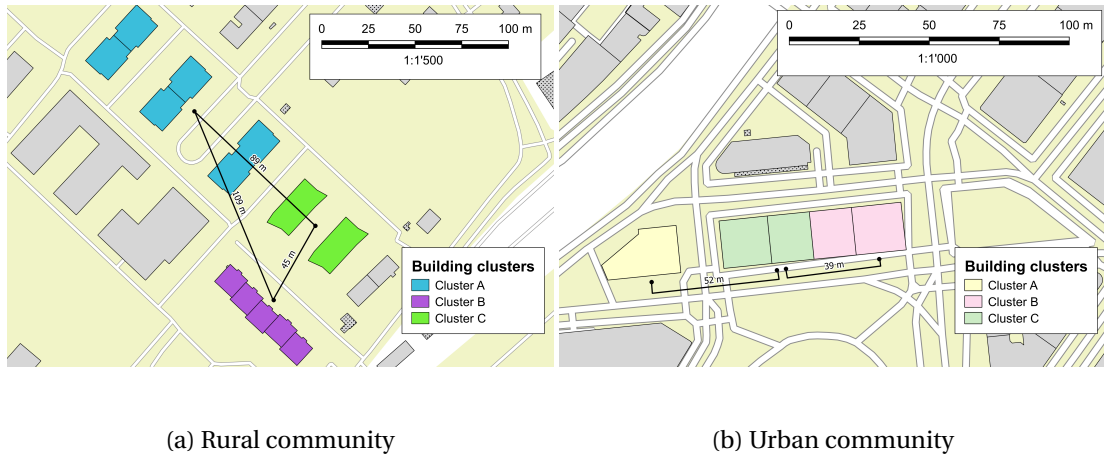 0 25 50 75 100 m
1:1'500
89 m
109 m
45 m
Building clusters
Cluster A
Cluster B
Cluster C
0 25 50 75 100 m
1:1'000
52 m
39 m
Building clusters
Cluster A
Cluster B
Cluster C
(a) Rural community
(b) Urban community